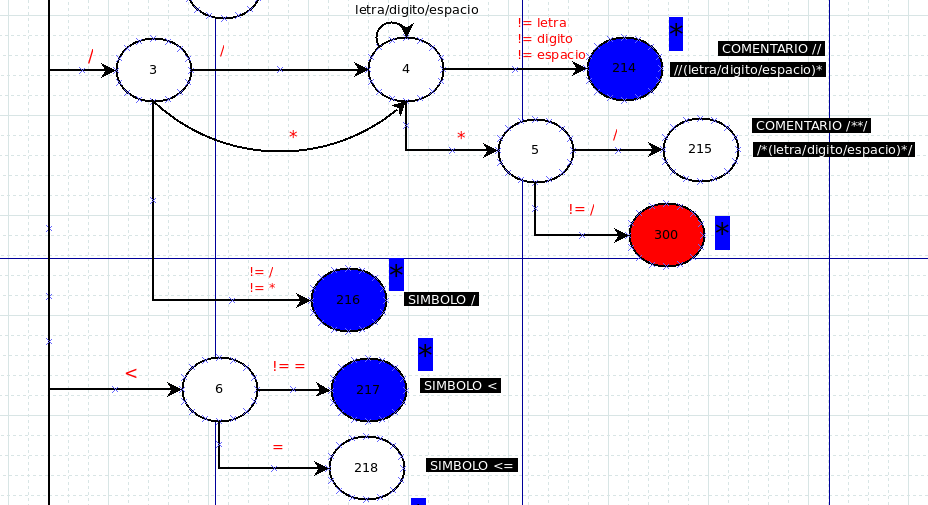 letra/digito/espacio
/
3
/
4
!= letra
!= digito
!= espacio
214
*
COMENTARIO //
//(letra/digito/espacio)*
*
*
5
/
215
COMENTARIO /**/
/*(letra/digito/espacio)*/
!= /
300
*
!= /
!= *
216
*
SIMBOLO /
<
6
!= =
217
*
SIMBOLO <
=
218
SIMBOLO <=